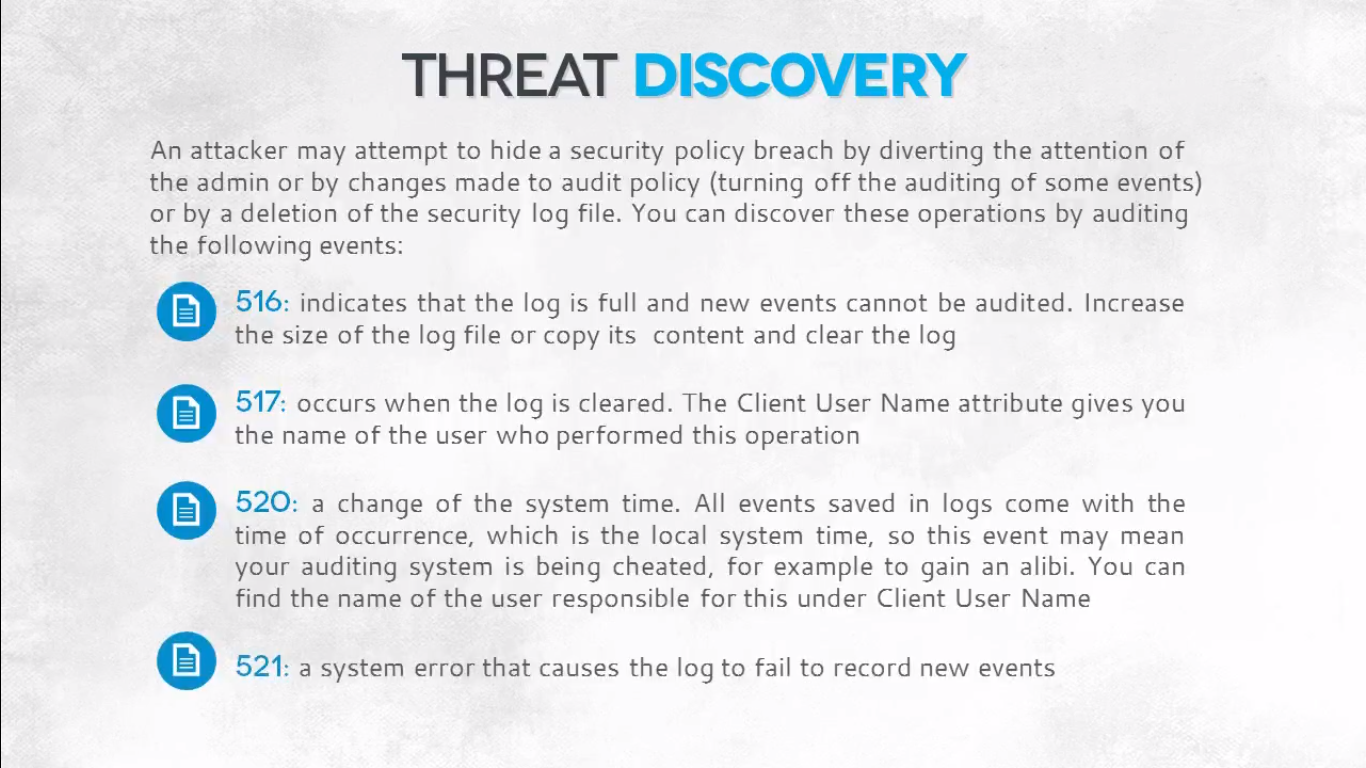 THREAT DISCOVERY
An attacker may attempt to hide a security policy breach by diverting the attention of
the admin or by changes made to audit policy (turning off the auditing of some events)
or by a deletion of the security log file. You can discover these operations by auditing
the following events:
516: indicates that the log is full and new events cannot be audited. Increase
the size of the log file or copy its content and clear the log
517: occurs when the log is cleared. The Client User Name attribute gives you
the name of the user who performed this operation
520: a change of the system time. All events saved in logs come with the
time of occurrence, which is the local system time, so this event may mean
your auditing system is being cheated, for example to gain an alibi. You can
find the name of the user responsible for this under Client User Name
521: a system error that causes the log to fail to record new events